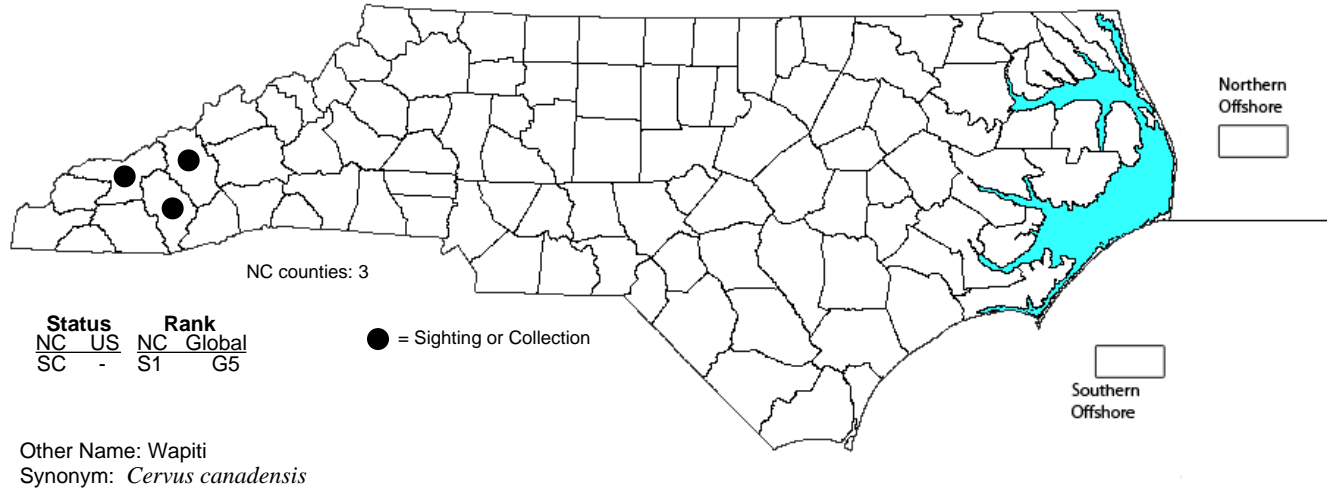 Northern
Offshore
NC counties: 3
Status Rank
NC US NC Global
SC - S1 G5
= Sighting or Collection
Southern
Offshore
Other Name: Wapiti
Synonym: Cervus canadensis